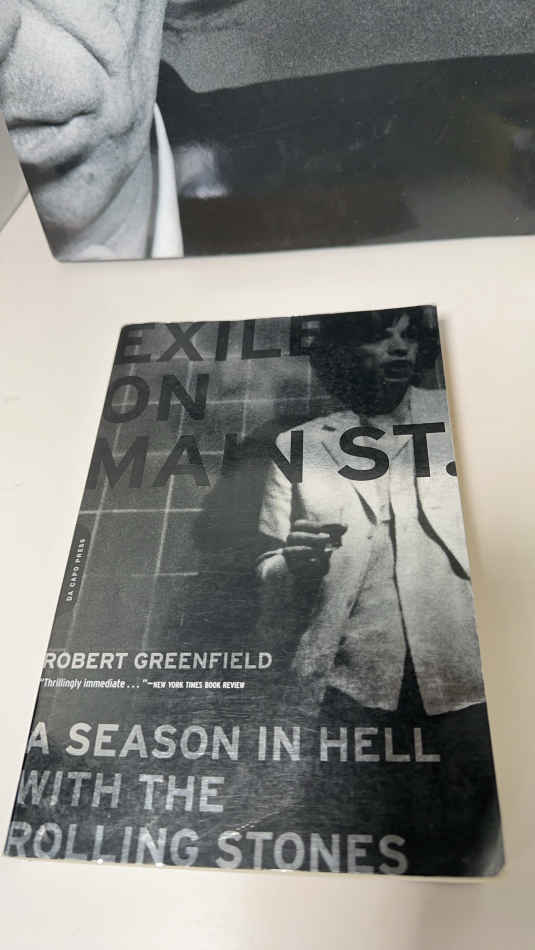 EXILE
ON
MAIN ST.
DA CAPO PRESS
ROBERT GREENFIELD
"Thrillingly immediate . . . "—NEW YORK TIMES BOOK REVIEW
A SEASON IN HELL
WITH THE
ROLLING STONES